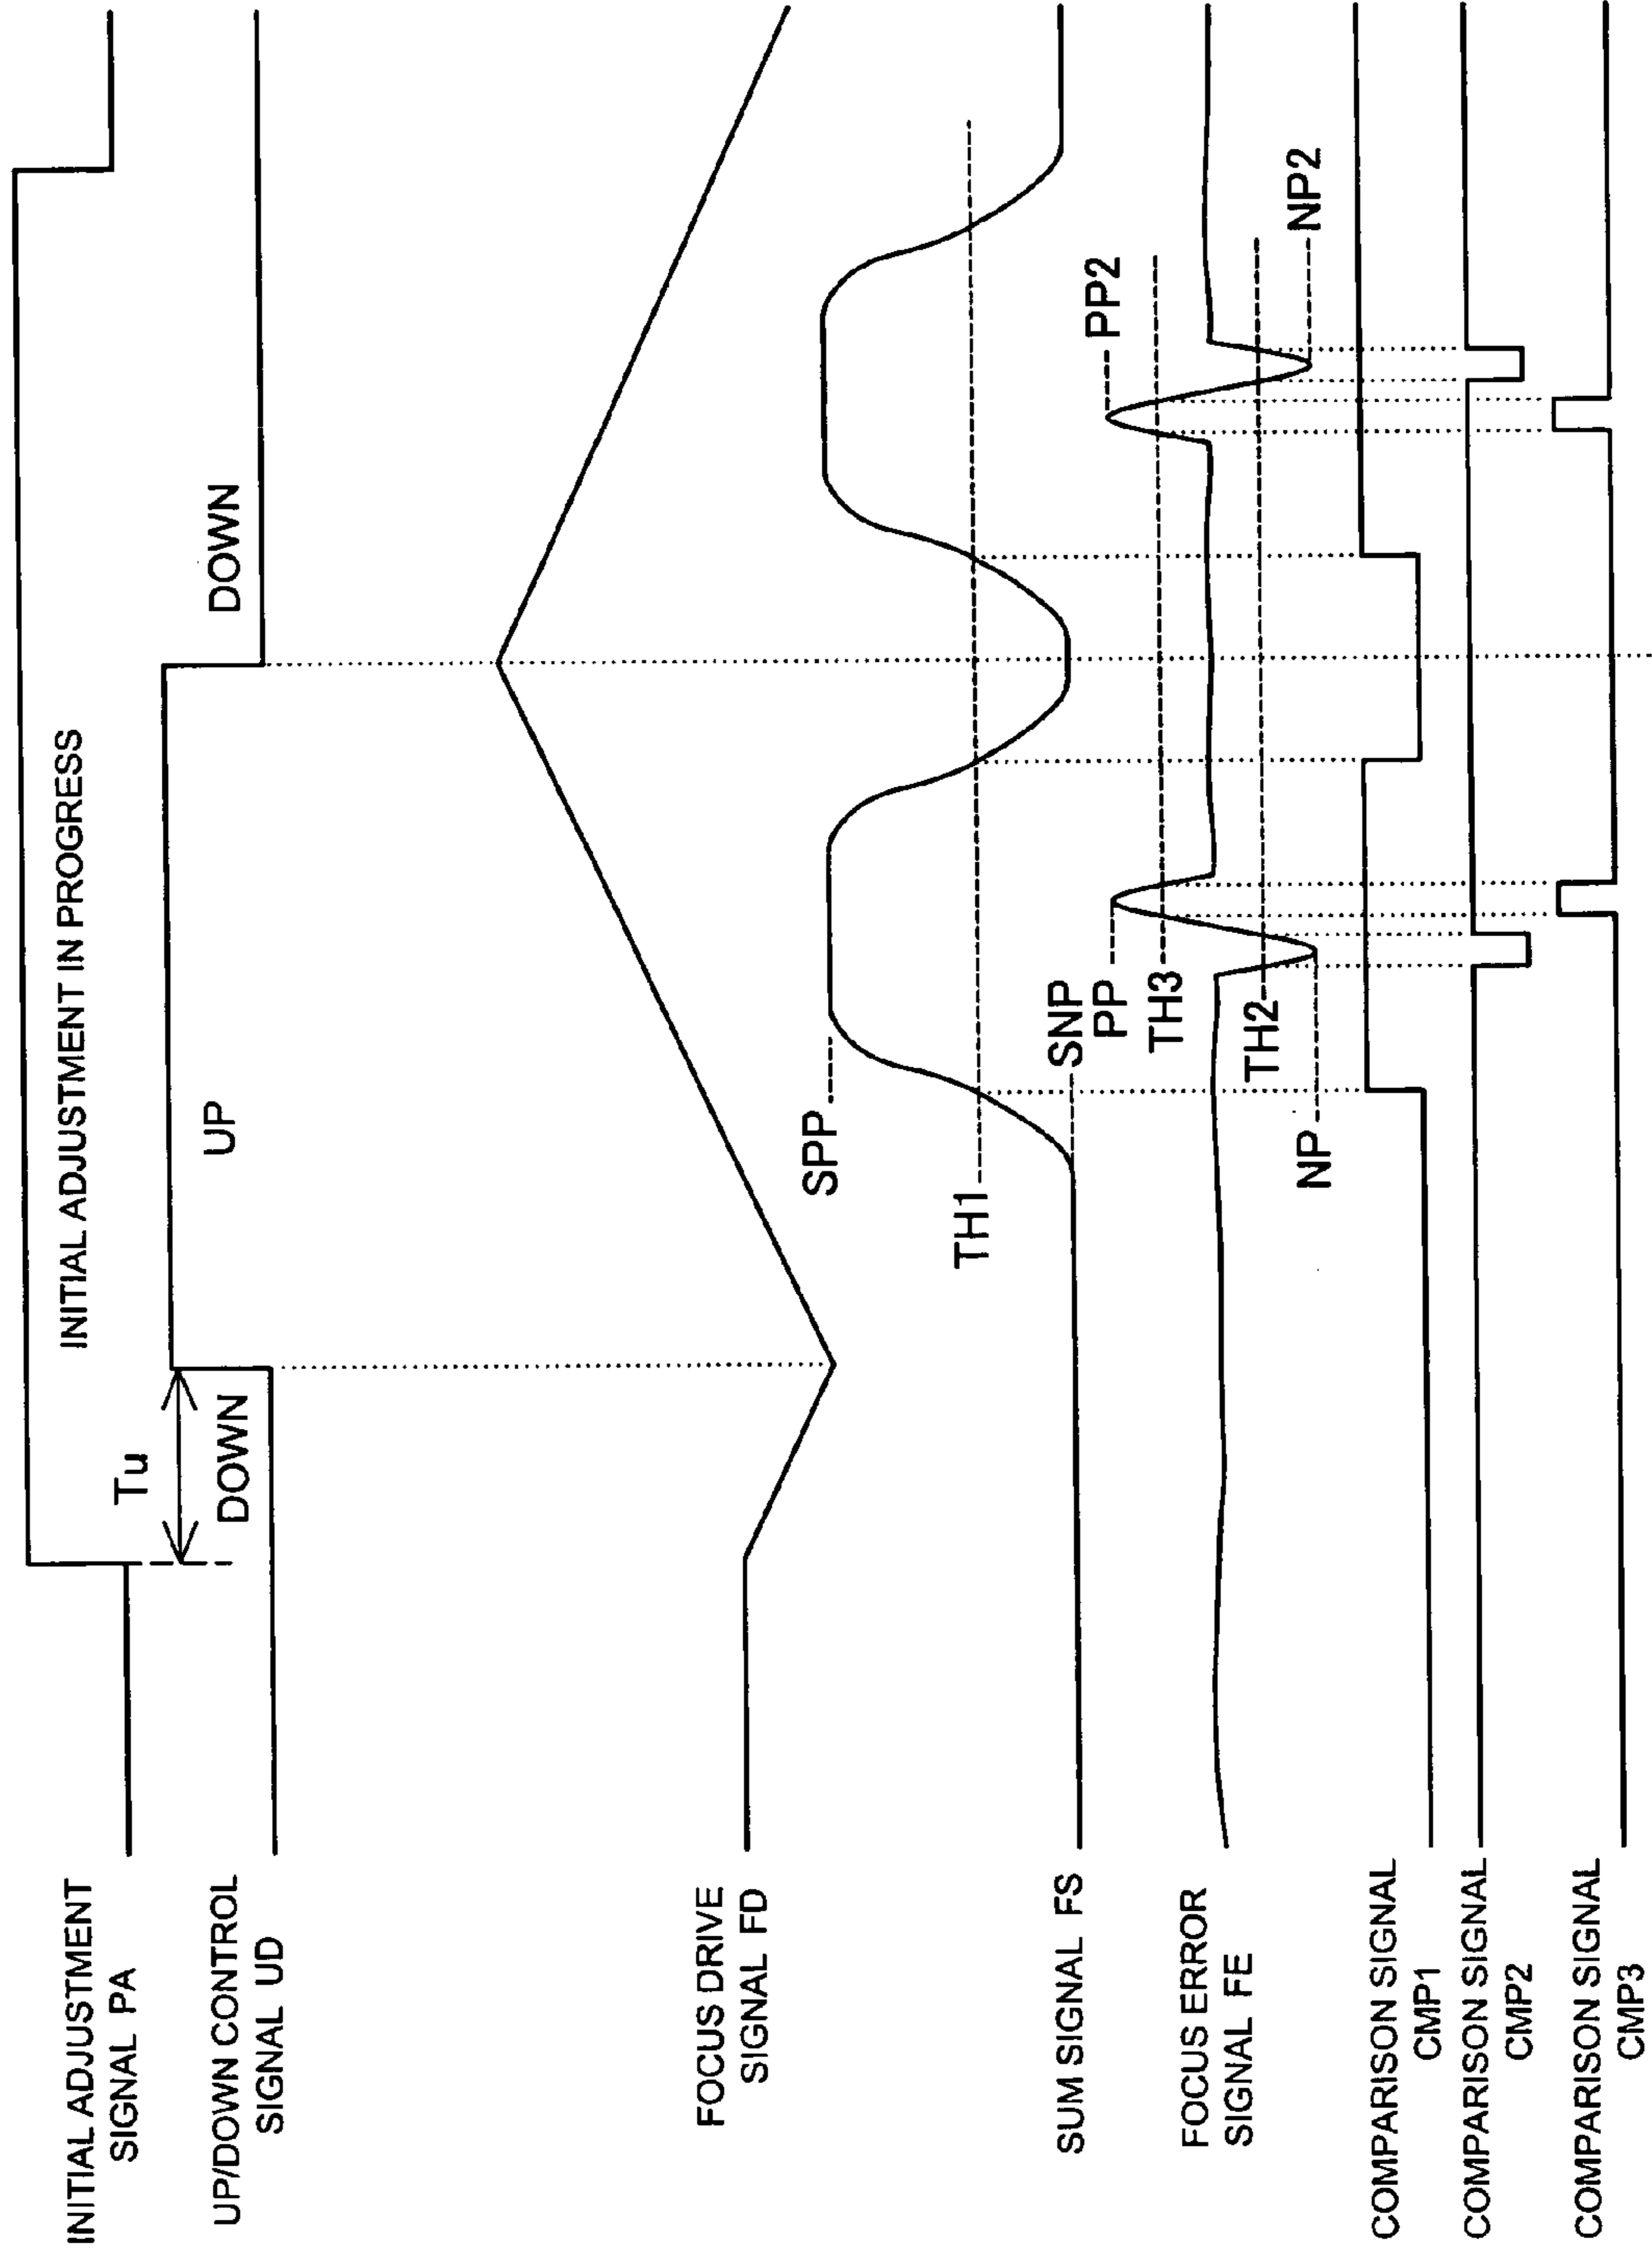 INITIAL ADJUSTMENT
SIGNAL PA
INITIAL ADJUSTMENT IN PROGRESS
Tu
UP/DOWN CONTROL
SIGNAL UD
DOWN
UP
DOWN
FOCUS DRIVE
SIGNAL FD
SPP
TH1
SUM SIGNAL FS
SNP
PP
PP2
TH3
FOCUS ERROR
SIGNAL FE
TH2
NP
NP2
COMPARISON SIGNAL
CMP1
COMPARISON SIGNAL
CMP2
COMPARISON SIGNAL
CMP3